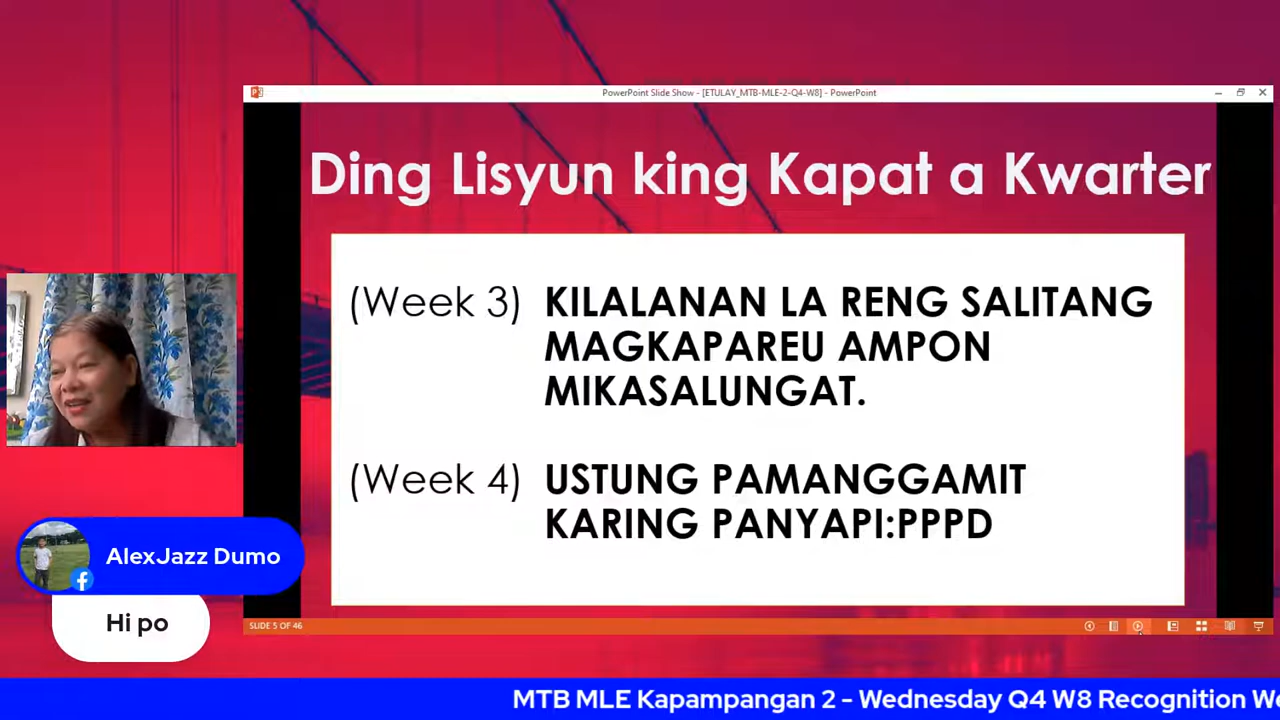 PowerPoint Slide Show - [ETULAY_MTB-MLE-2-Q4-W8] - PowerPoint
Ding Lisyun king Kapat a Kwarter
(Week 3) KILALANAN LA RENG SALITANG
MAGKAPAREU AMPON
MIKASALUNGAT.
(Week 4) USTUNG PAMANGGAMIT
KARING PANYAPI:PPPD
AlexJazz Dumo
Hi po
SLIDE 5 OF 46
MTB MLE Kapampangan 2 - Wednesday Q4 W8 Recognition